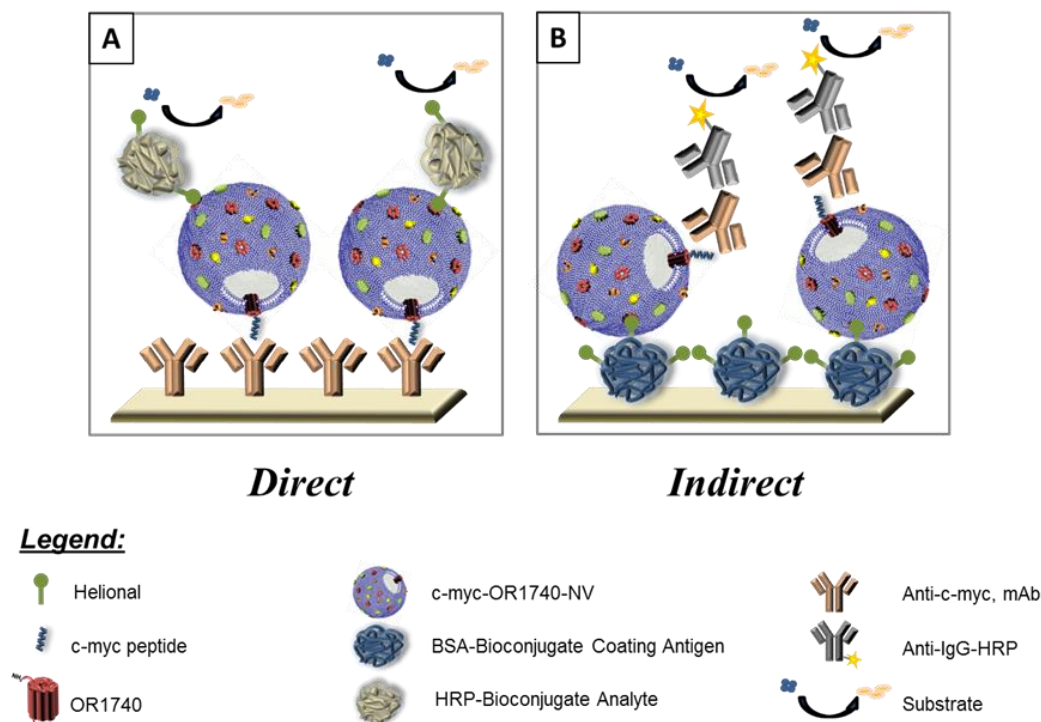 A
B
Direct
Indirect
Legend:
Helional
c-myc-OR1740-NV
Anti-c-myc, mAb
c-myc peptide
BSA-Bioconjugate Coating Antigen
Anti-IgG-HRP
NH₂
OR1740
HRP-Bioconjugate Analyte
Substrate